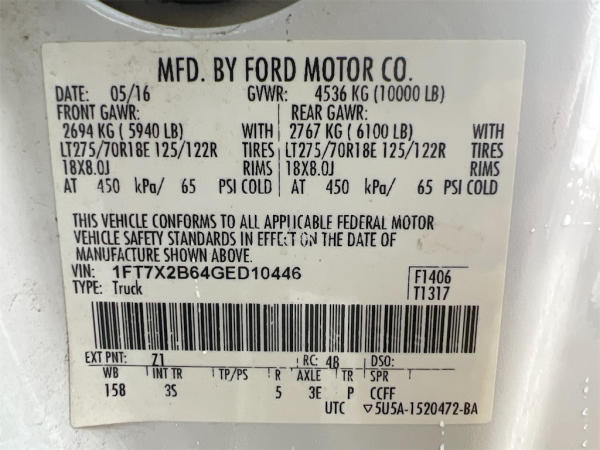 MFD. BY FORD MOTOR CO.
DATE: 05/16 GVWR: 4536 KG (10000 LB)
FRONT GAWR: REAR GAWR:
2694 KG ( 5940 LB) WITH 2767 KG ( 6100 LB) WITH
LT275/70R18E 125/122R TIRES LT275/70R18E 125/122R TIRES
18X8.0J RIMS 18X8.0J RIMS
AT 450 kPa/ 65 PSI COLD AT 450 kPa/ 65 PSI COLD
THIS VEHICLE CONFORMS TO ALL APPLICABLE FEDERAL MOTOR
VEHICLE SAFETY STANDARDS IN EFFECT ON THE DATE OF
MANUFACTURE SHOWN ABOVE.
VIN: 1FT7X2B64GED10446 F1406
TYPE: Truck T1317
EXT PNT: Z1 RC: 48 DSO:
WB INT TR TP/PS R AXLE TR SPR
158 3S 5 3E P CCFF
UTC ▽5U5A-1520472-BA